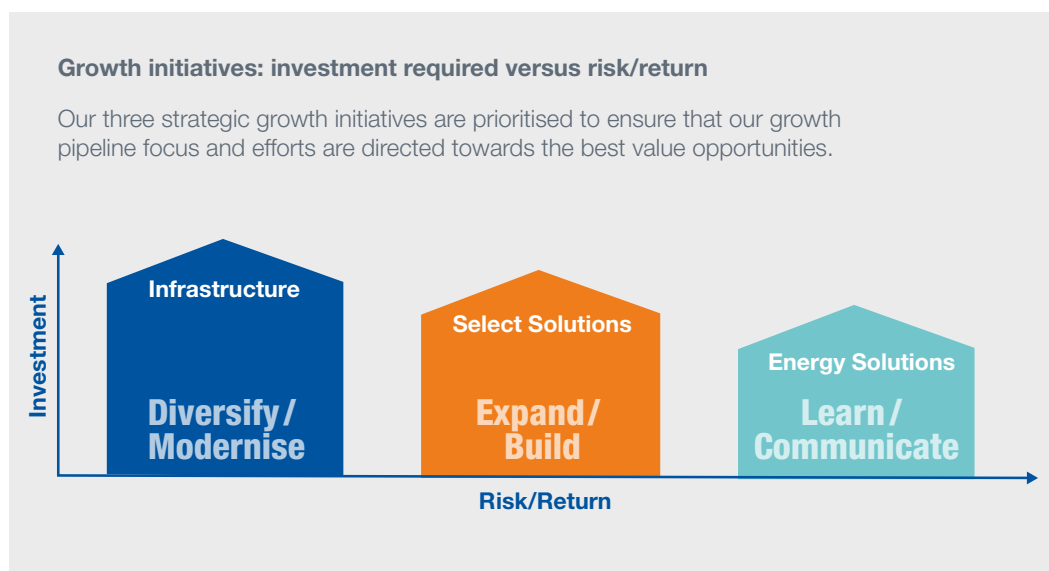 Growth initiatives: investment required versus risk/return
Our three strategic growth initiatives are prioritised to ensure that our growth
pipeline focus and efforts are directed towards the best value opportunities.
Investment
Infrastructure
Diversify/
Modernise
Select Solutions
Expand/
Build
Energy Solutions
Learn/
Communicate
Risk/Return